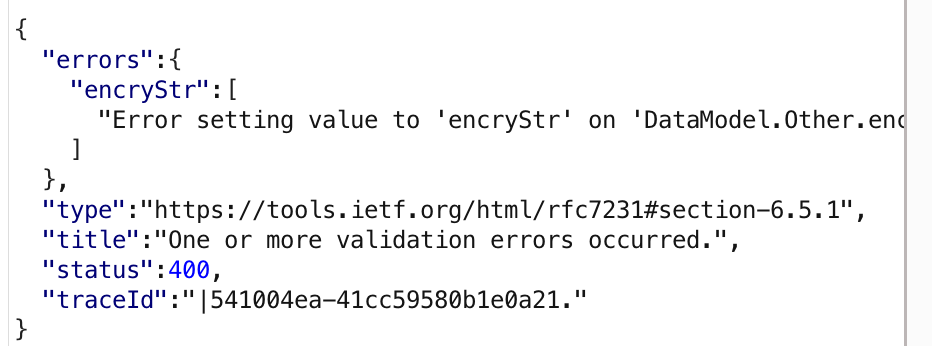 {
"errors":{
"encryStr":[
"Error setting value to 'encryStr' on 'DataModel.Other.enc
]
},
"type":"https://tools.ietf.org/html/rfc7231#section-6.5.1",
"title":"One or more validation errors occurred.",
"status":400,
"traceId":"|541004ea-41cc59580b1e0a21."
}